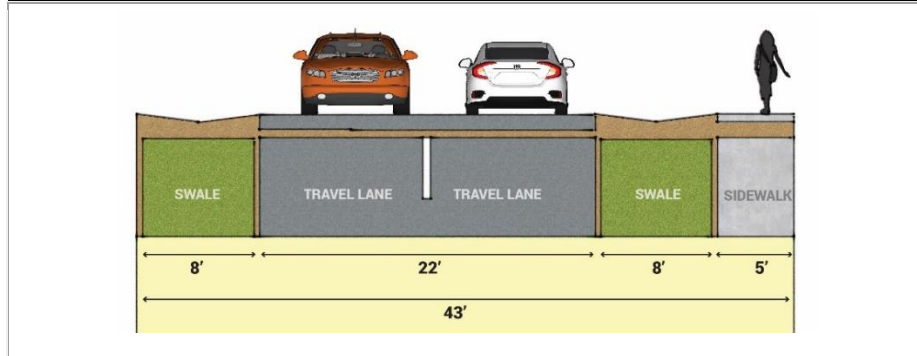 SWALE
TRAVEL LANE
TRAVEL LANE
SWALE
SIDEWALK
8′
22′
8′
5′
43′